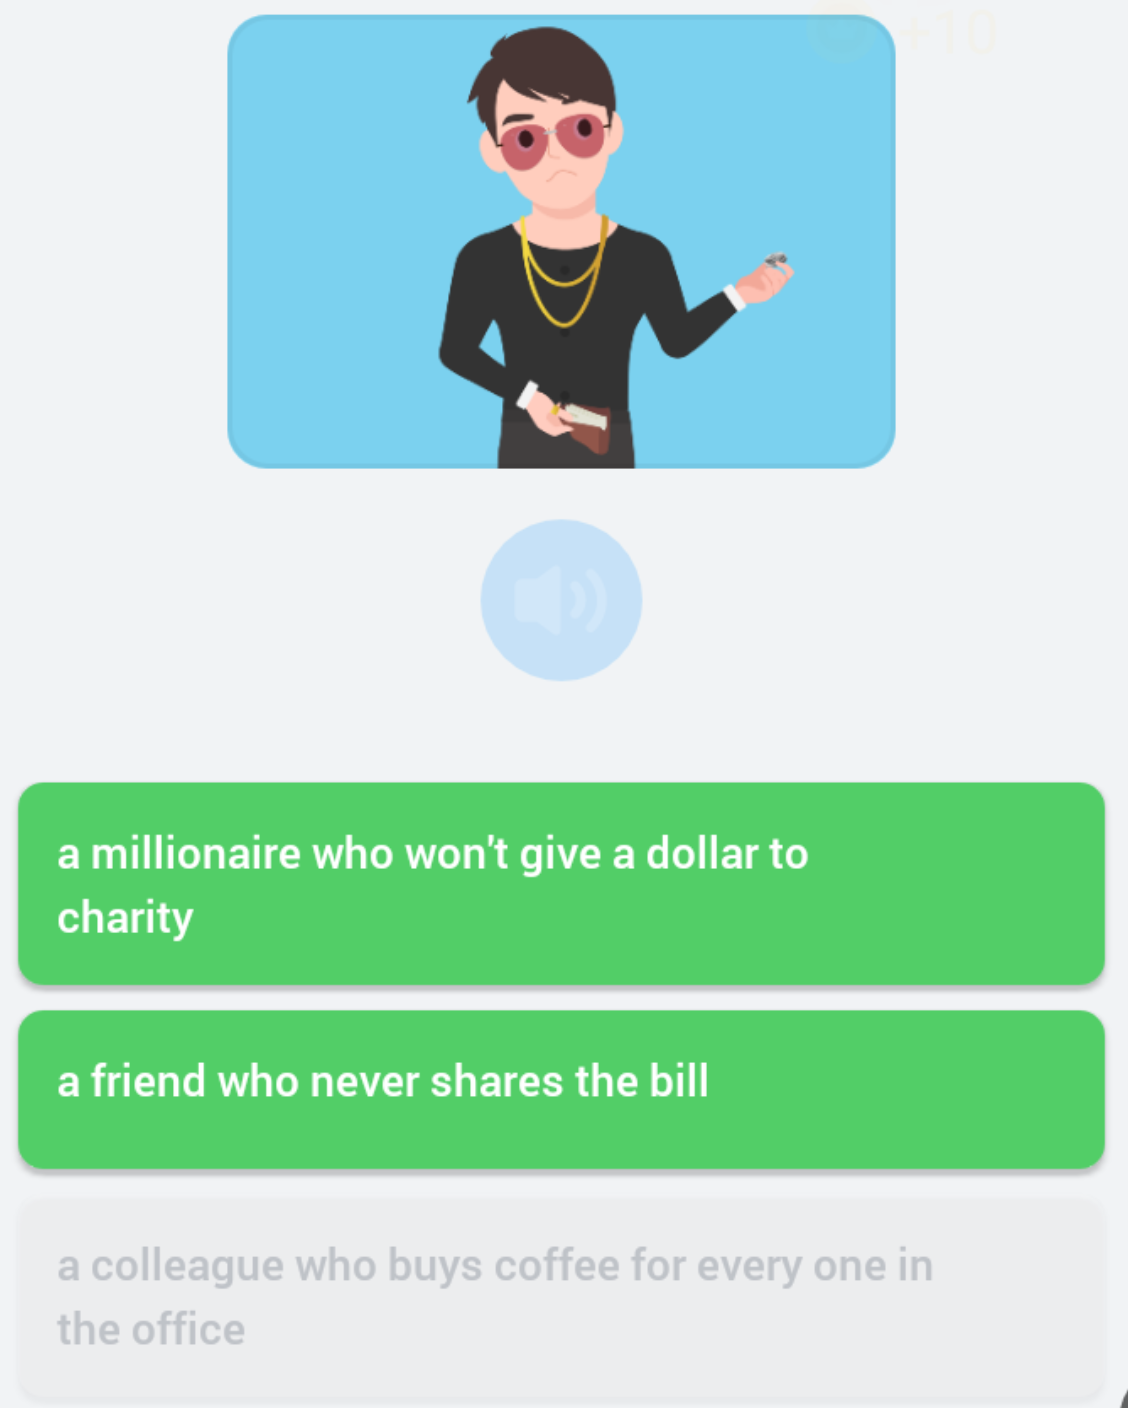 +10
a millionaire who won't give a dollar to
charity
a friend who never shares the bill
a colleague who buys coffee for every one in
the office